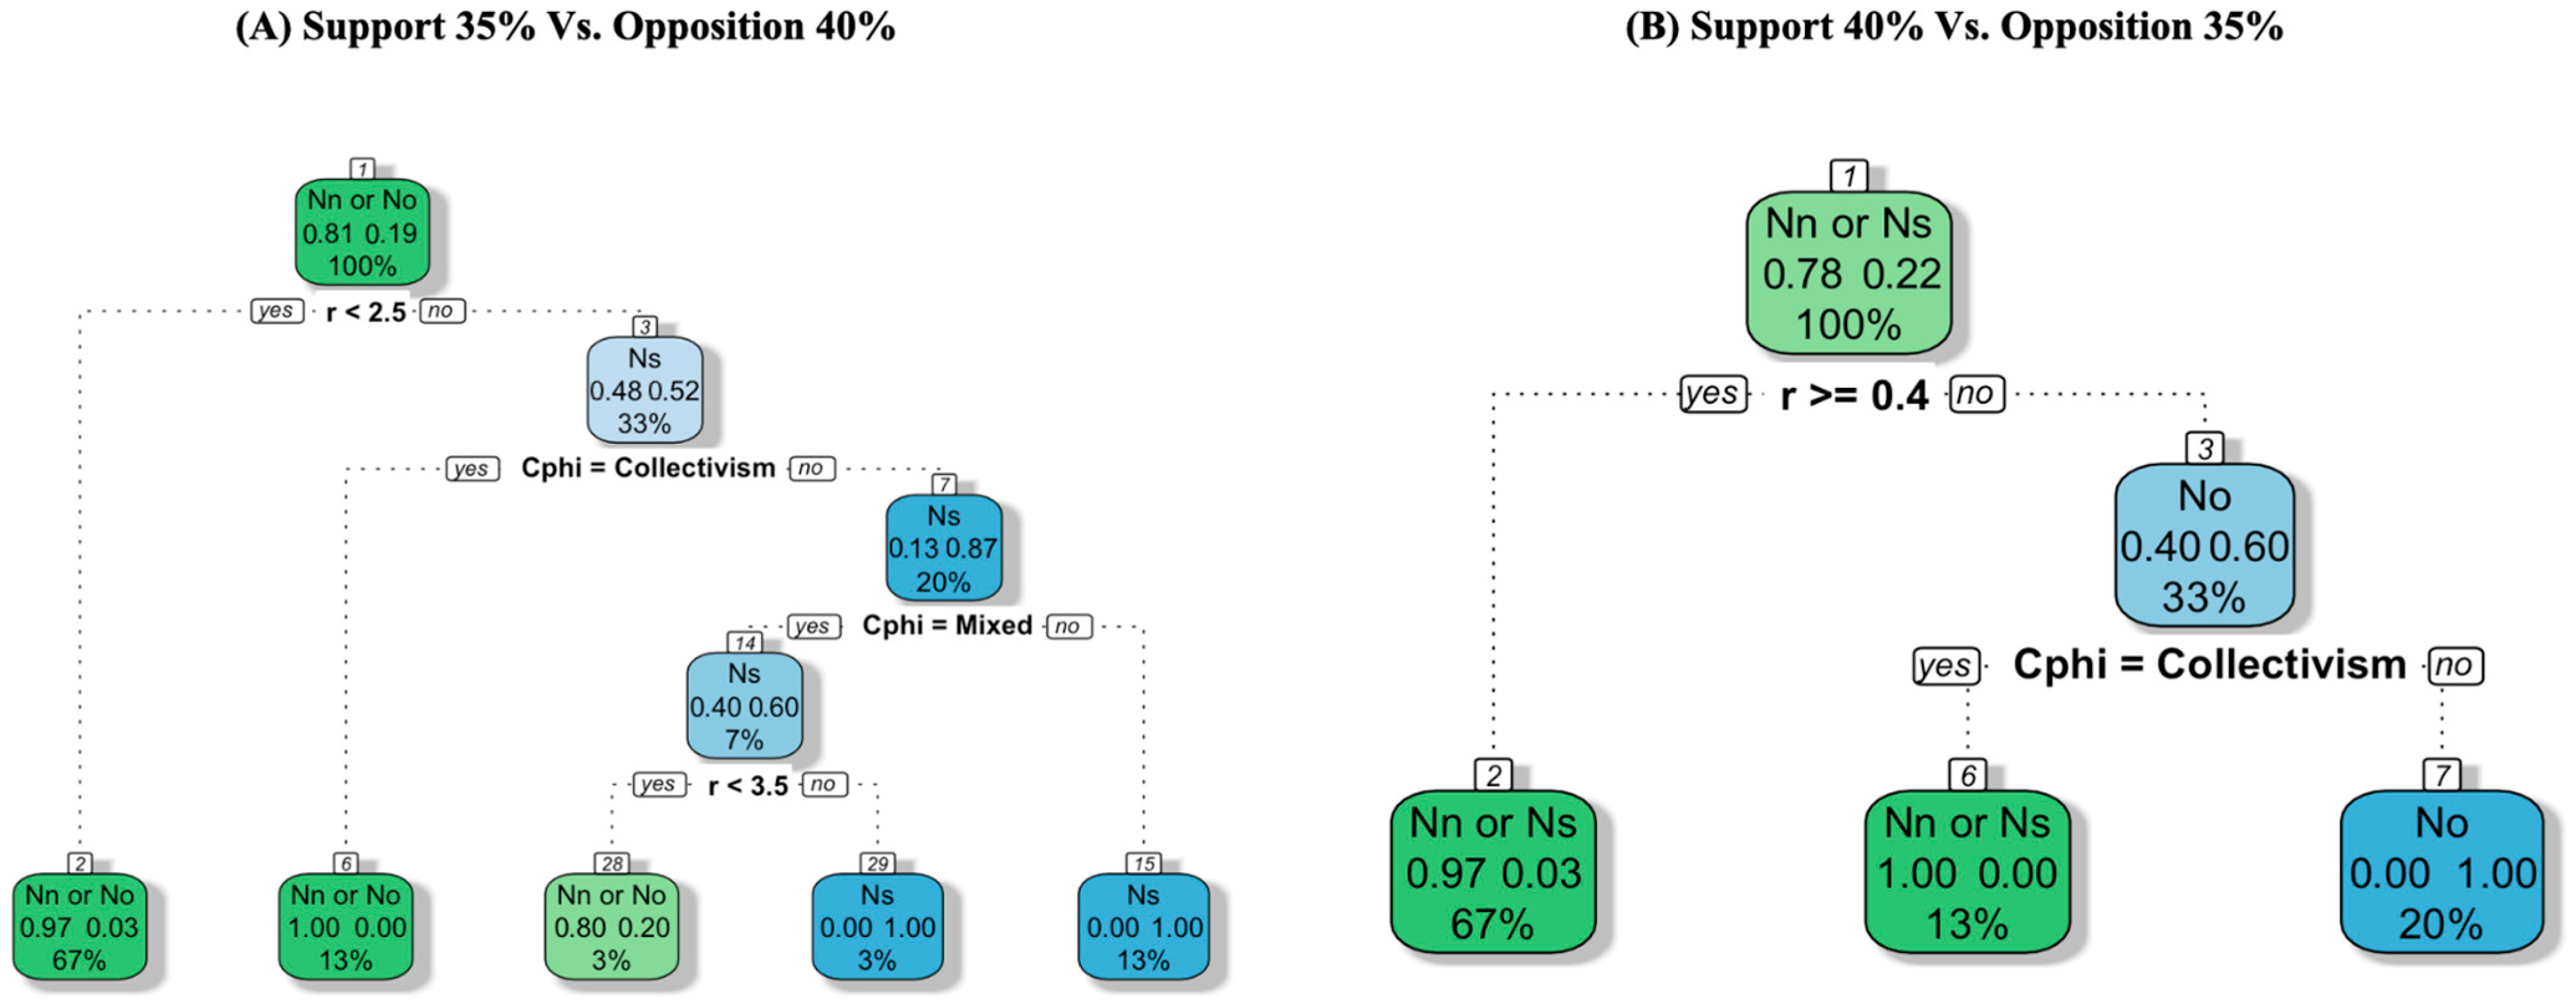 (A) Support 35% Vs. Opposition 40%
1
Nn or No
0.81 0.19
100%
yes r < 2.5 no
3
Ns
0.48 0.52
33%
yes Cphi = Collectivism no
7
Ns
0.13 0.87
20%
yes Cphi = Mixed no
14
Ns
0.40 0.60
7%
yes r < 3.5 no
2
Nn or No
0.97 0.03
67%
6
Nn or No
1.00 0.00
13%
28
Nn or No
0.80 0.20
3%
29
Ns
0.00 1.00
3%
15
Ns
0.00 1.00
13%
(B) Support 40% Vs. Opposition 35%
1
Nn or Ns
0.78 0.22
100%
yes r >= 0.4 no
3
No
0.40 0.60
33%
yes Cphi = Collectivism no
2
Nn or Ns
0.97 0.03
67%
6
Nn or Ns
1.00 0.00
13%
7
No
0.00 1.00
20%